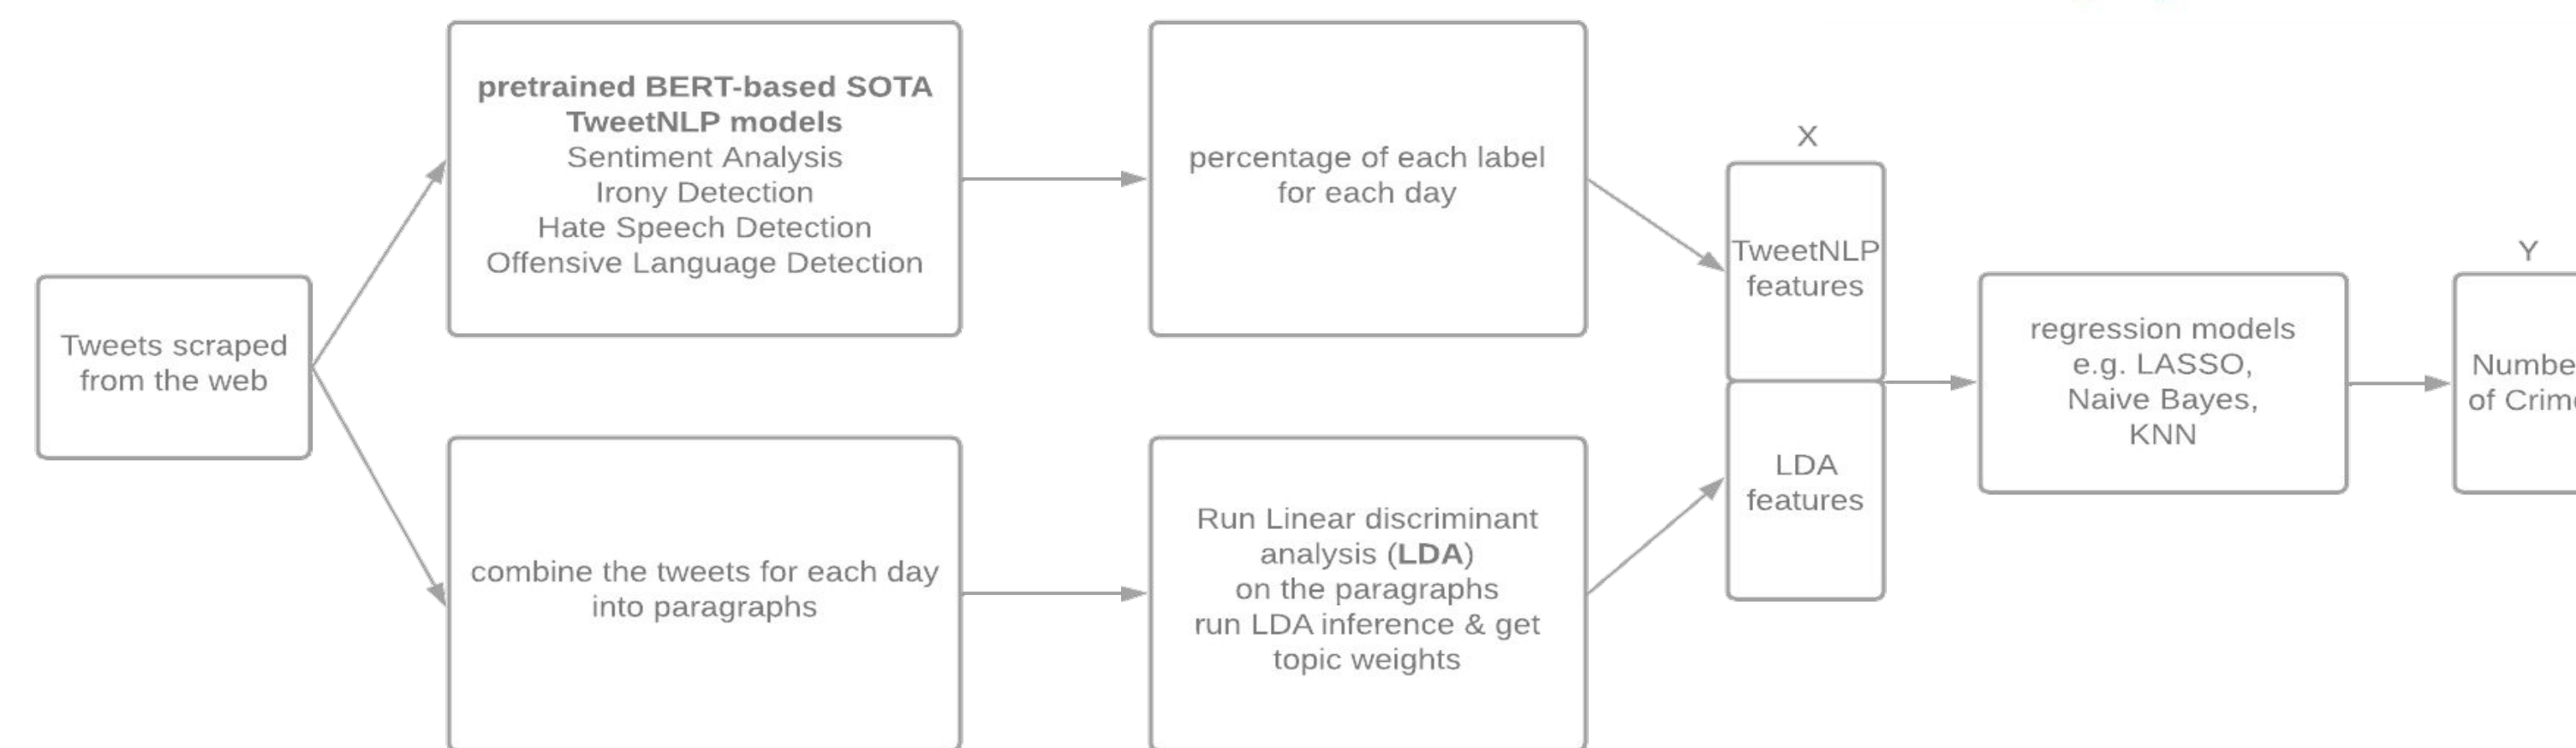 Tweets scraped
from the web
pretrained BERT-based SOTA
TweetNLP models
Sentiment Analysis
Irony Detection
Hate Speech Detection
Offensive Language Detection
percentage of each label
for each day
combine the tweets for each day
into paragraphs
Run Linear discriminant
analysis (LDA)
on the paragraphs
run LDA inference & get
topic weights
X
TweetNLP
features
LDA
features
regression models
e.g. LASSO,
Naive Bayes,
KNN
Y
of